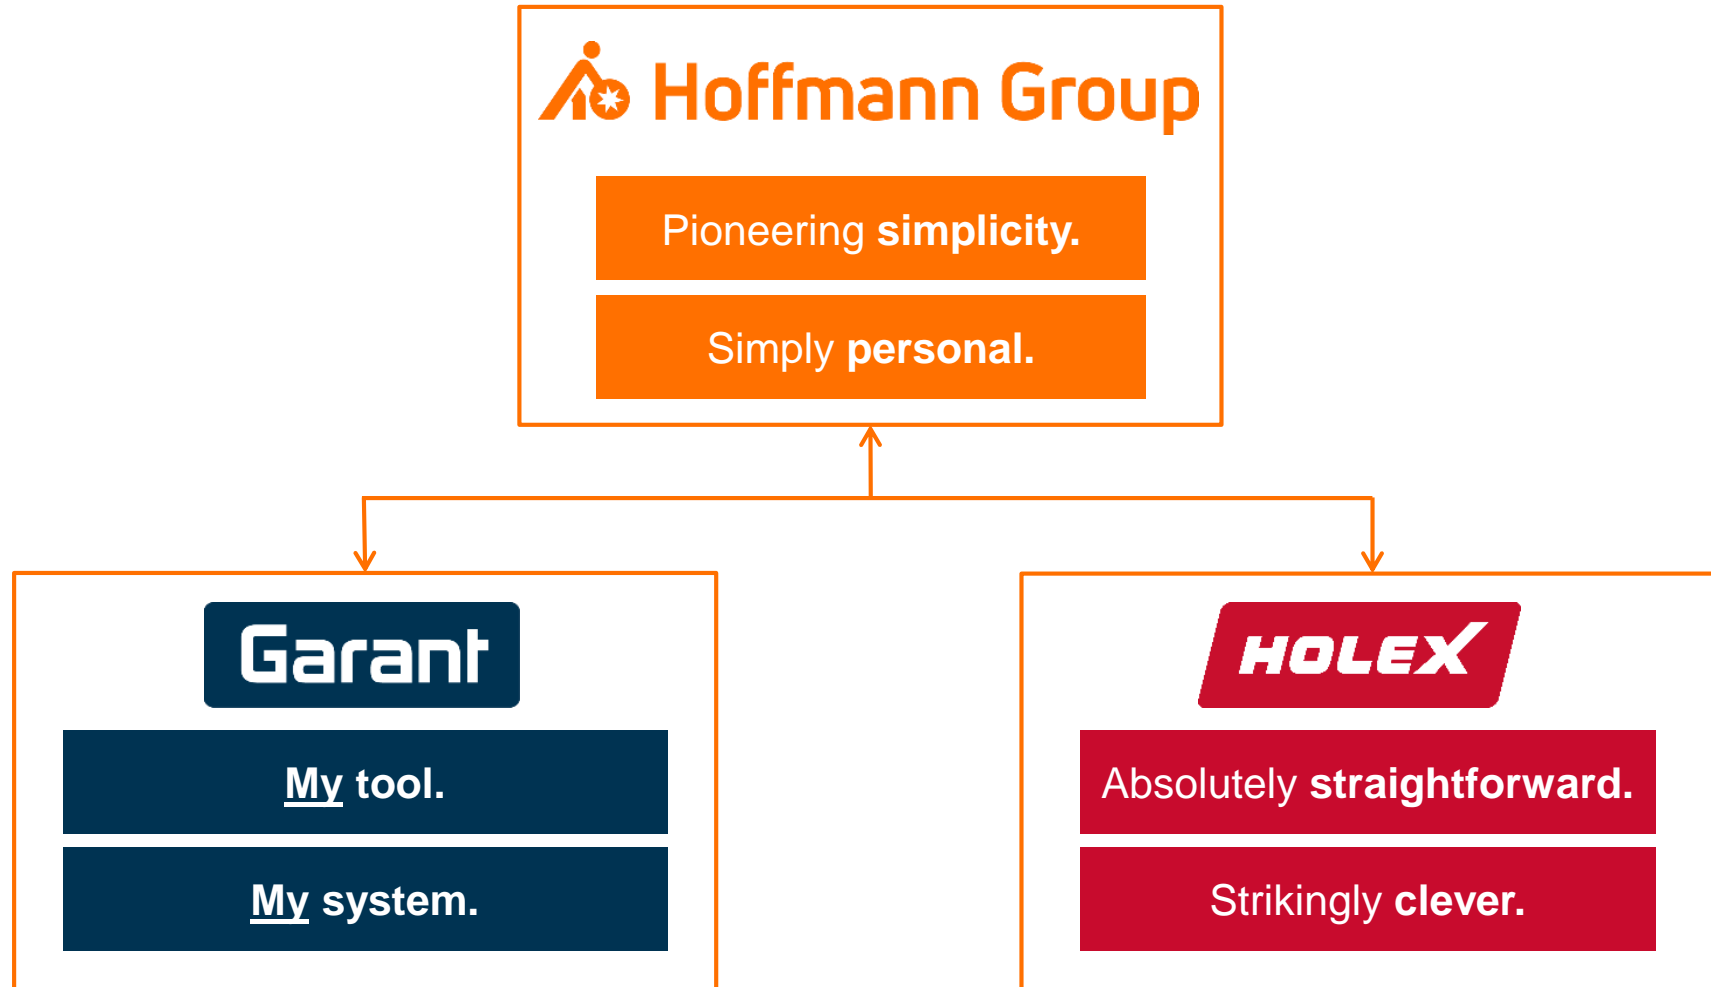 Hoffmann Group
Pioneering simplicity.
Simply personal.
Garant
My tool.
My system.
HOLEX
Absolutely straightforward.
Strikingly clever.